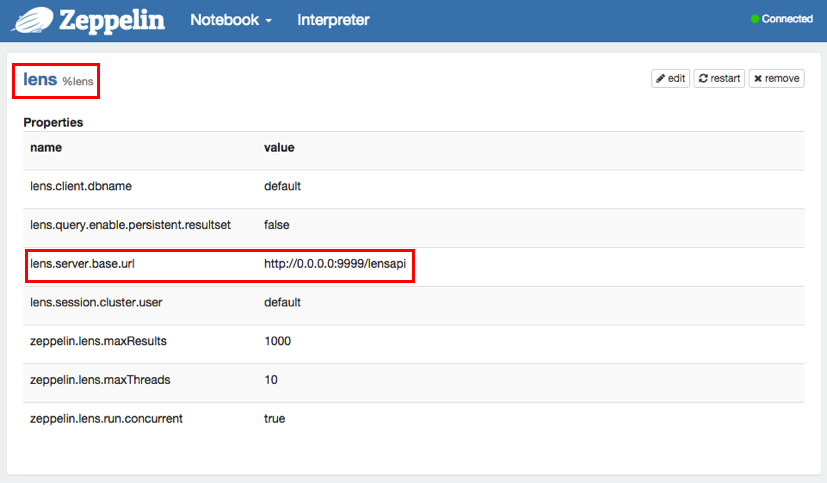 Zeppelin Notebook Interpreter Connected
lens %lens edit restart remove
Properties
name value
lens.client.dbname default
lens.query.enable.persistent.resultset false
lens.server.base.url http://0.0.0.0:9999/lensapi
lens.session.cluster.user default
zeppelin.lens.maxResults 1000
zeppelin.lens.maxThreads 10
zeppelin.lens.run.concurrent true